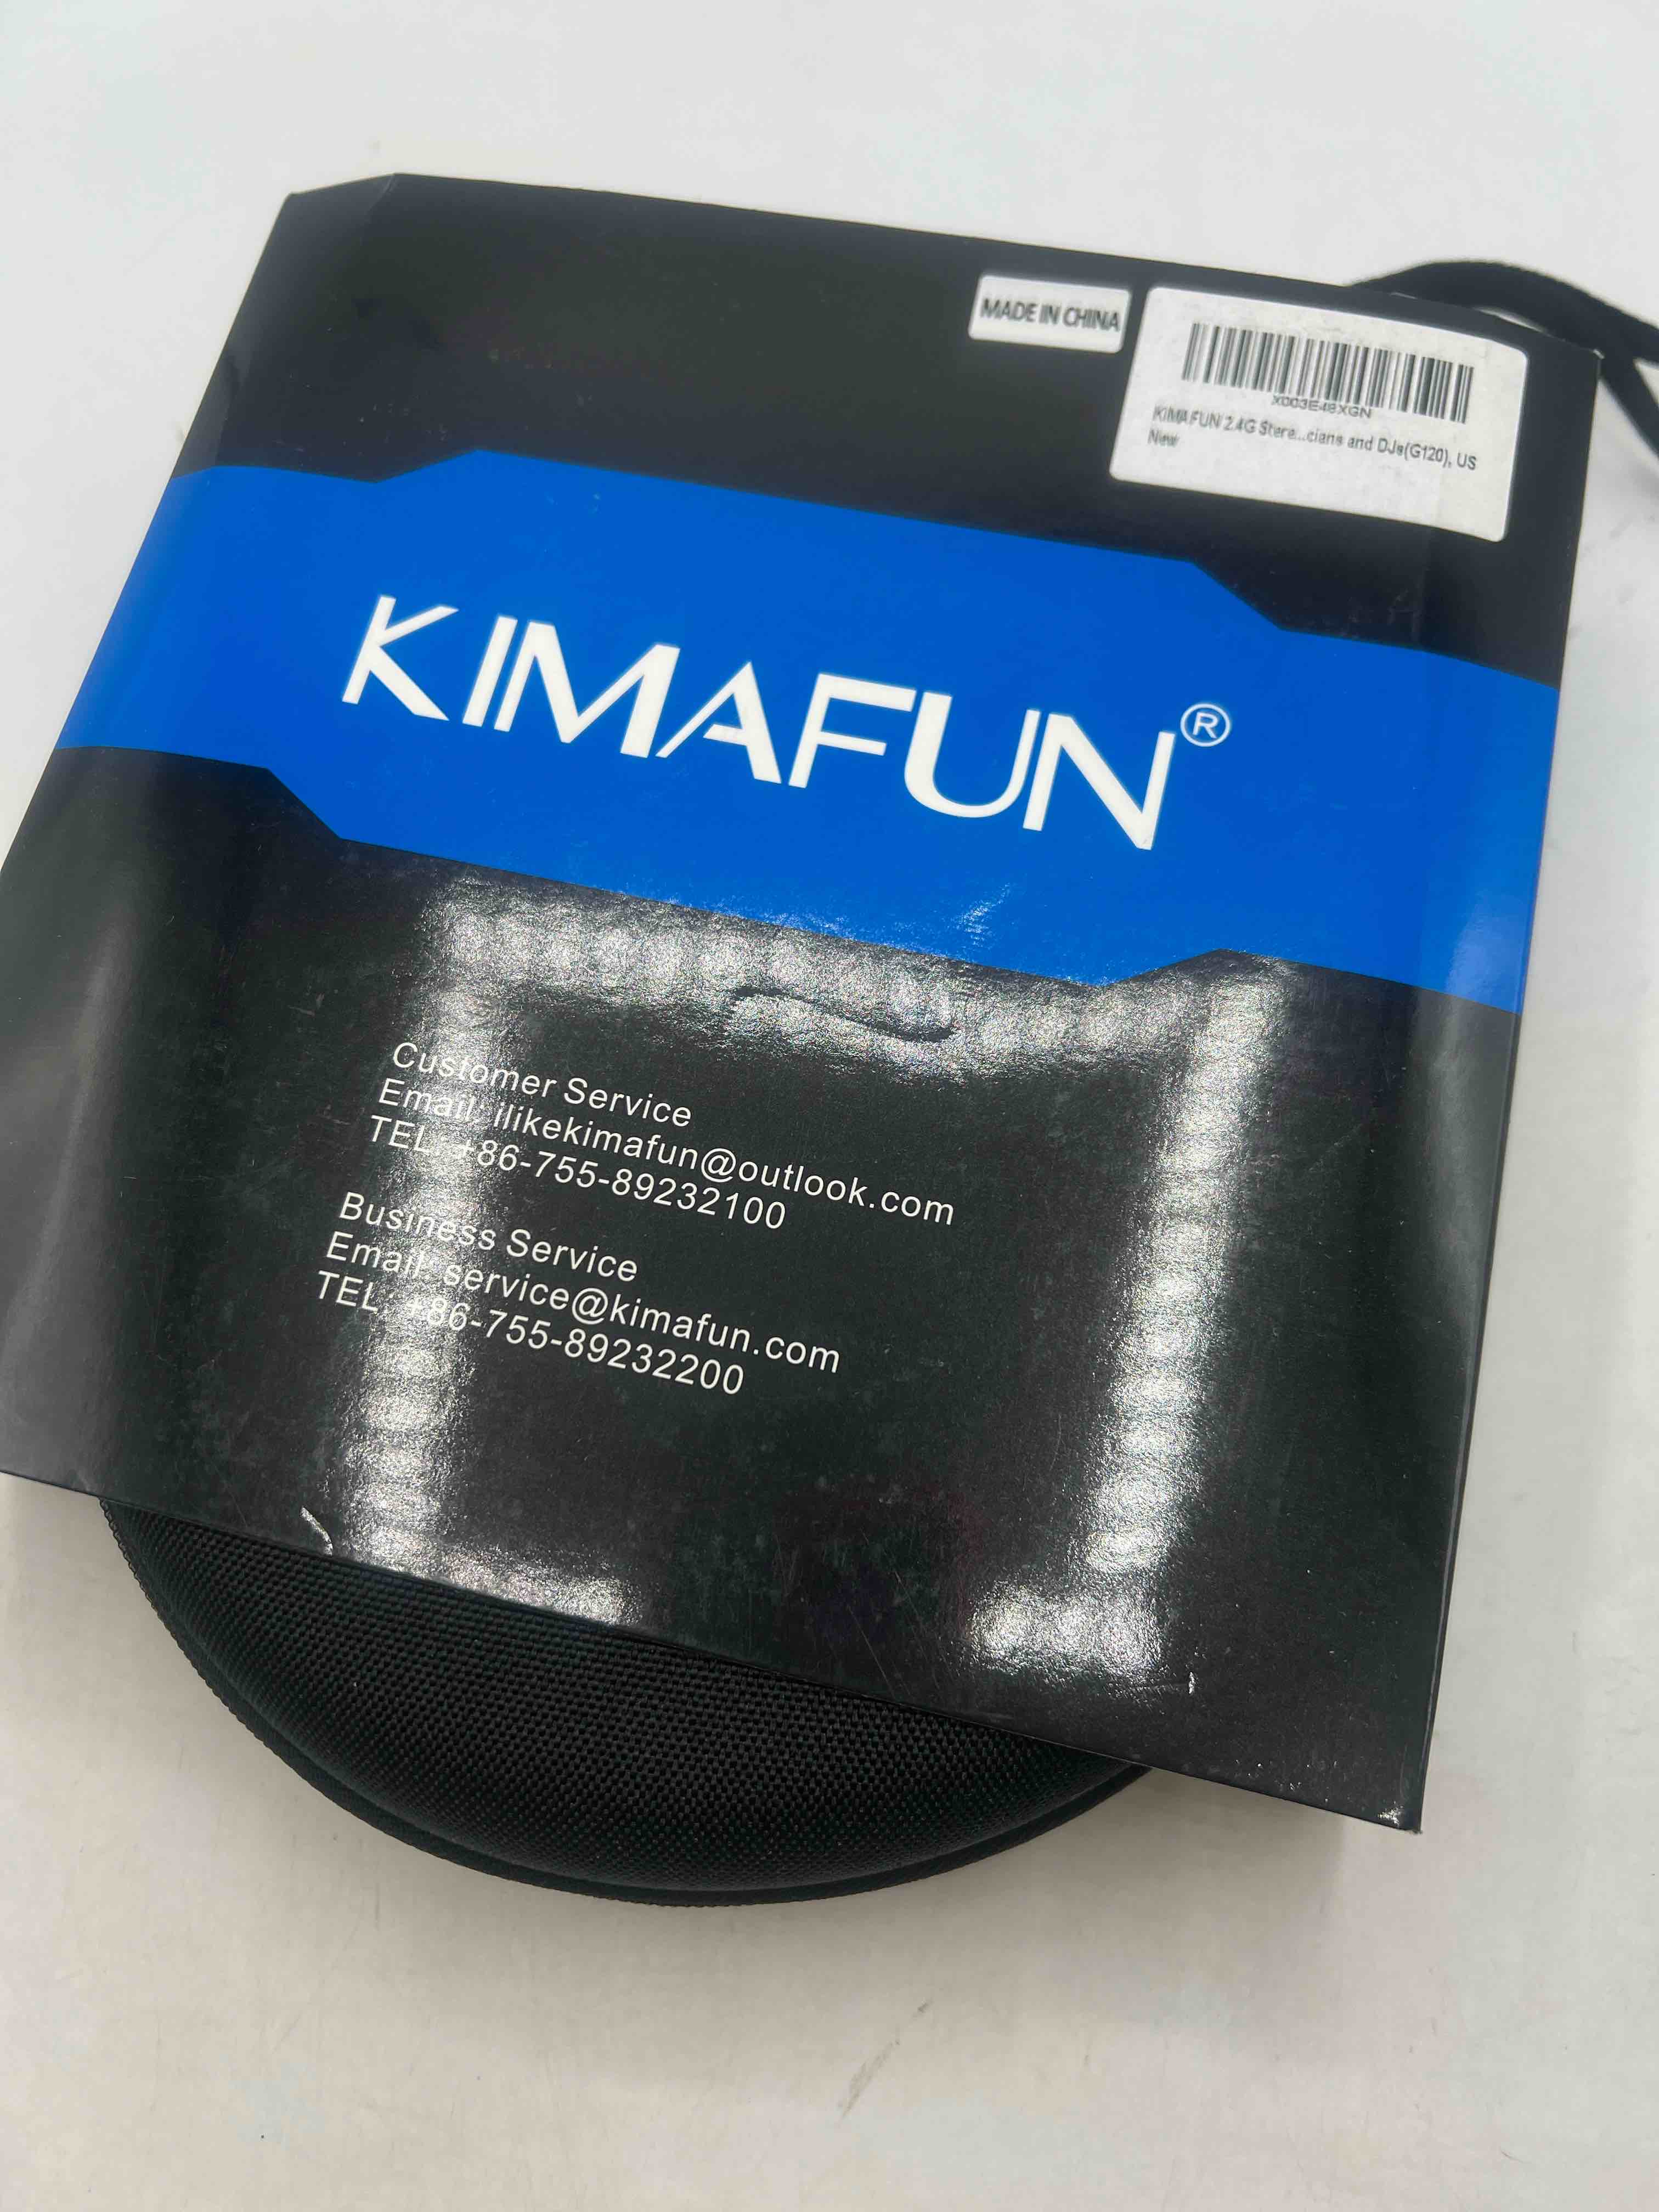 MADE IN CHINA
X003E48XGN
KIMAFUN 2.4G Stere...cians and DJs(G120), US
New
KIMAFUN®
Customer Service
Email: ilikekimafun@outlook.com
TEL: +86-755-89232100
Business Service
Email: service@kimafun.com
TEL: +86-755-89232200